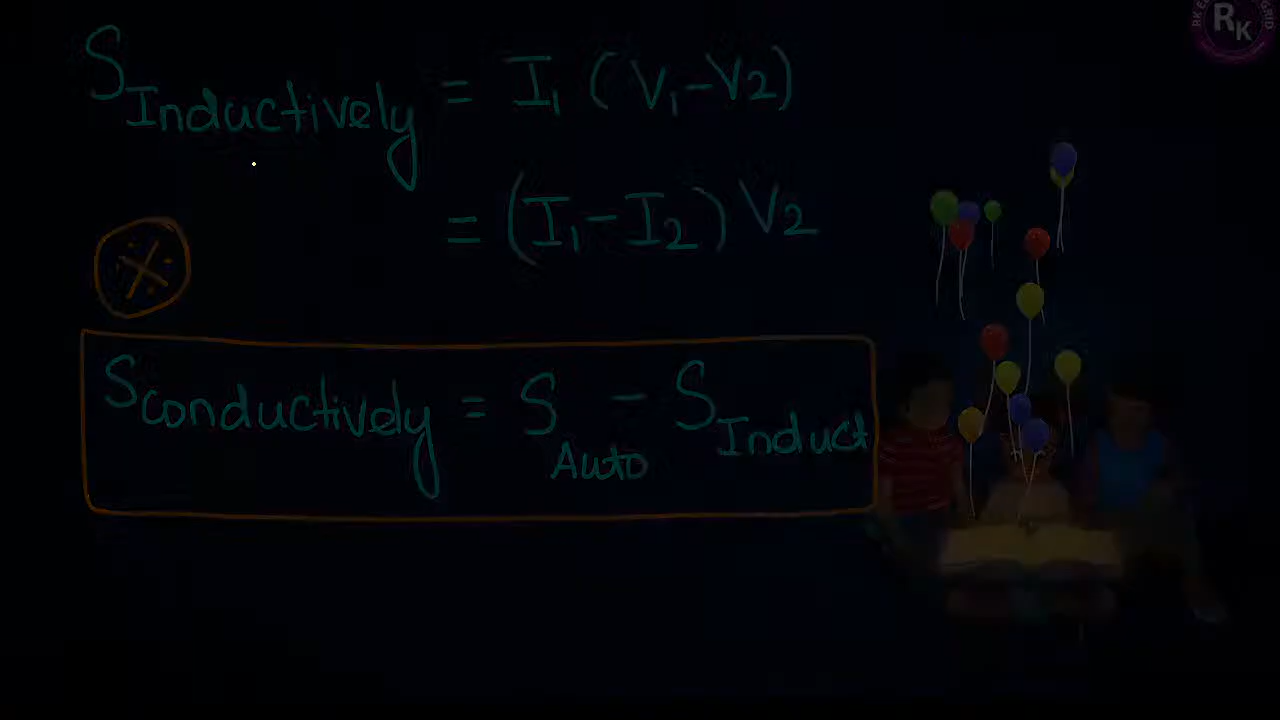 S Inductively = I₁ ( V₁ - V2 )
= ( I₁ - I₂ ) V₂
S conductively = S Auto - S Induct
RK